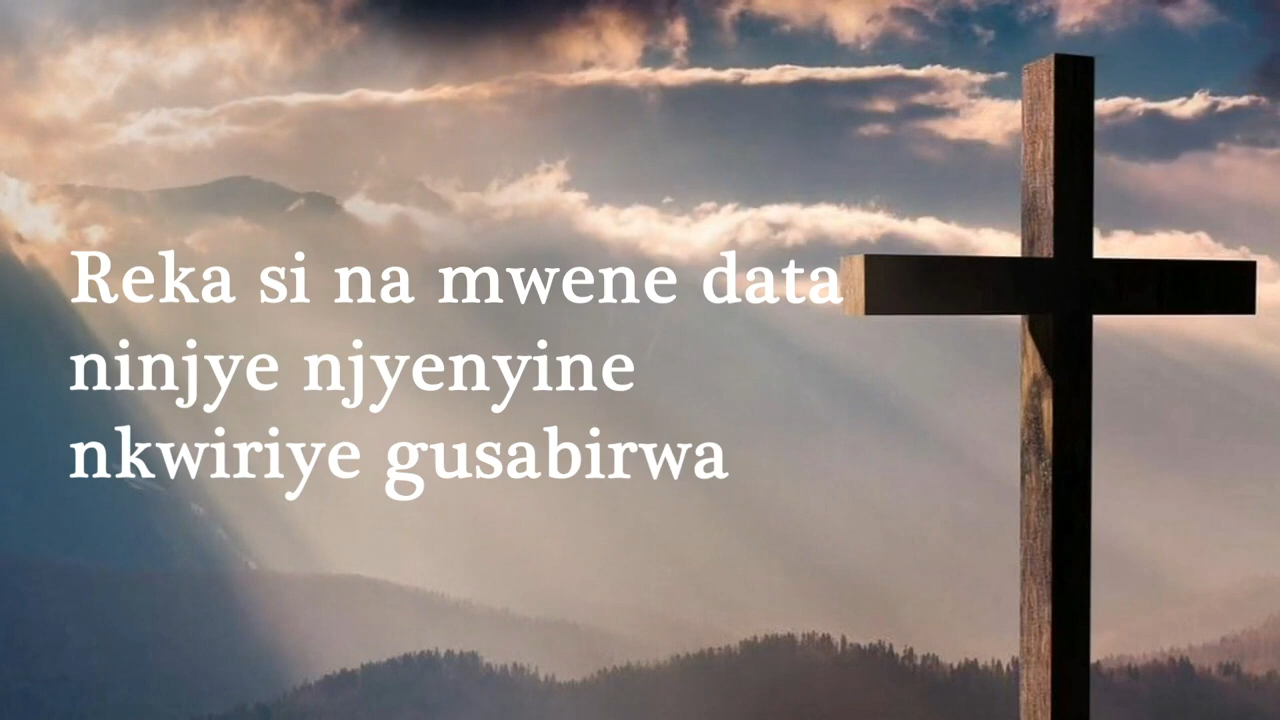 Reka si na mwene data
ninjye njyenyine
nkwiriye gusabirwa